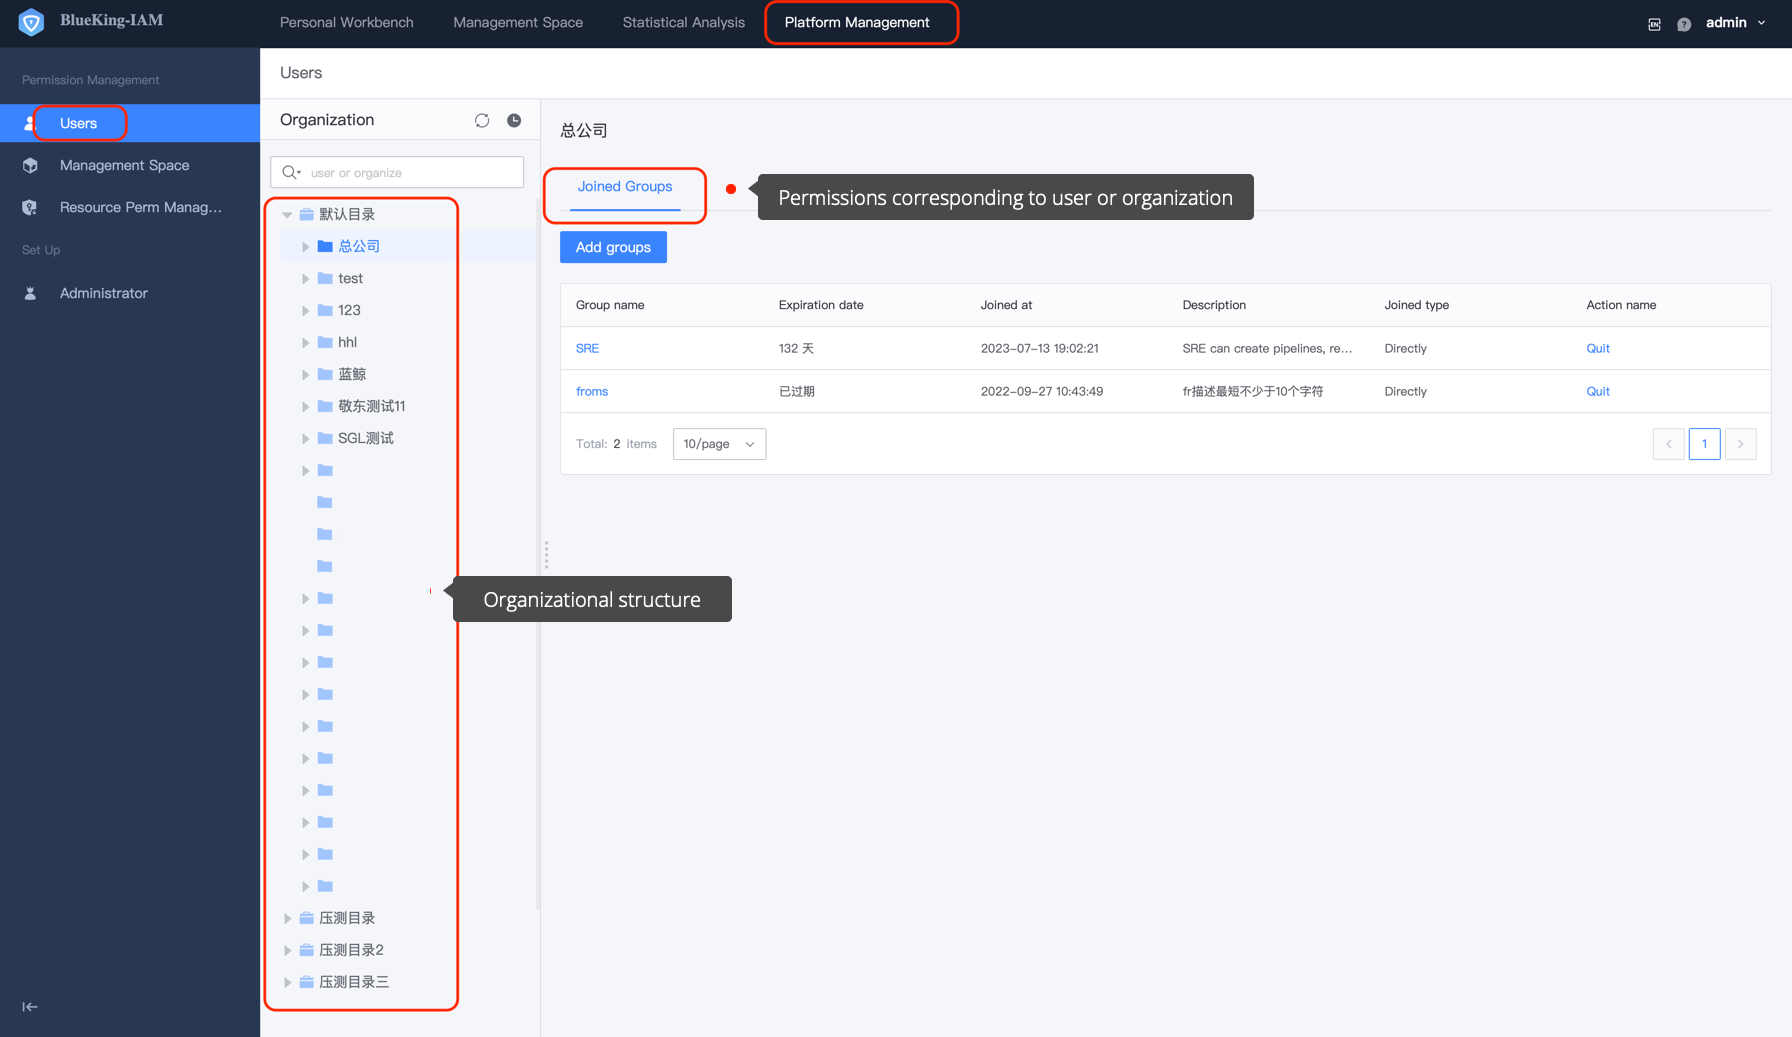 BlueKing-IAM
Personal Workbench
Management Space
Statistical Analysis
Platform Management
EN
?
admin
Permission Management
Users
Management Space
Resource Perm Manag...
Set Up
Administrator
Users
Organization
user or organize
默认目录
总公司
test
123
hhl
蓝鲸
敬东测试11
SGL测试
压测目录
压测目录2
压测目录三
Organizational structure
总公司
Joined Groups
Permissions corresponding to user or organization
Add groups
Group name Expiration date Joined at Description Joined type Action name
SRE 132 天 2023-07-13 19:02:21 SRE can create pipelines, re... Directly Quit
froms 已过期 2022-09-27 10:43:49 fr描述最短不少于10个字符 Directly Quit
Total: 2 items 10/page 1